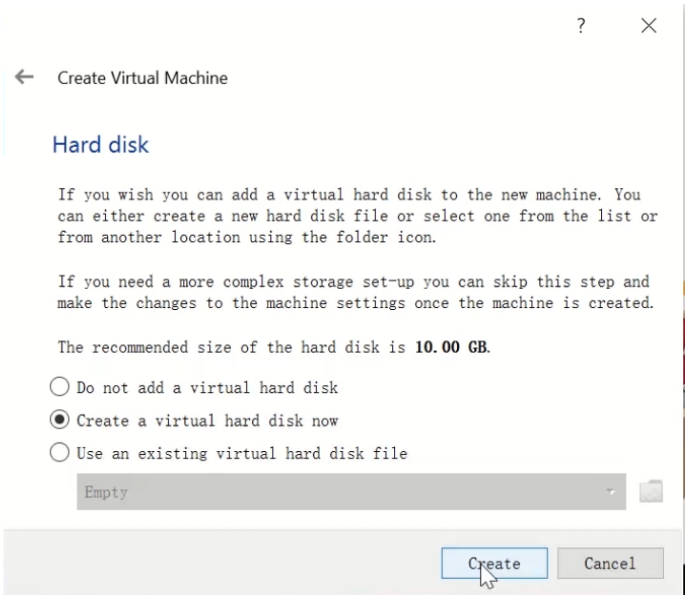 ?
Create Virtual Machine
Hard disk
If you wish you can add a virtual hard disk to the new machine. You
can either create a new hard disk file or select one from the list or
from another location using the folder icon.
If you need a more complex storage set-up you can skip this step and
make the changes to the machine settings once the machine is created.
The recommended size of the hard disk is 10.00 GB.
Do not add a virtual hard disk
Create a virtual hard disk now
Use an existing virtual hard disk file
Empty
Create
Cancel